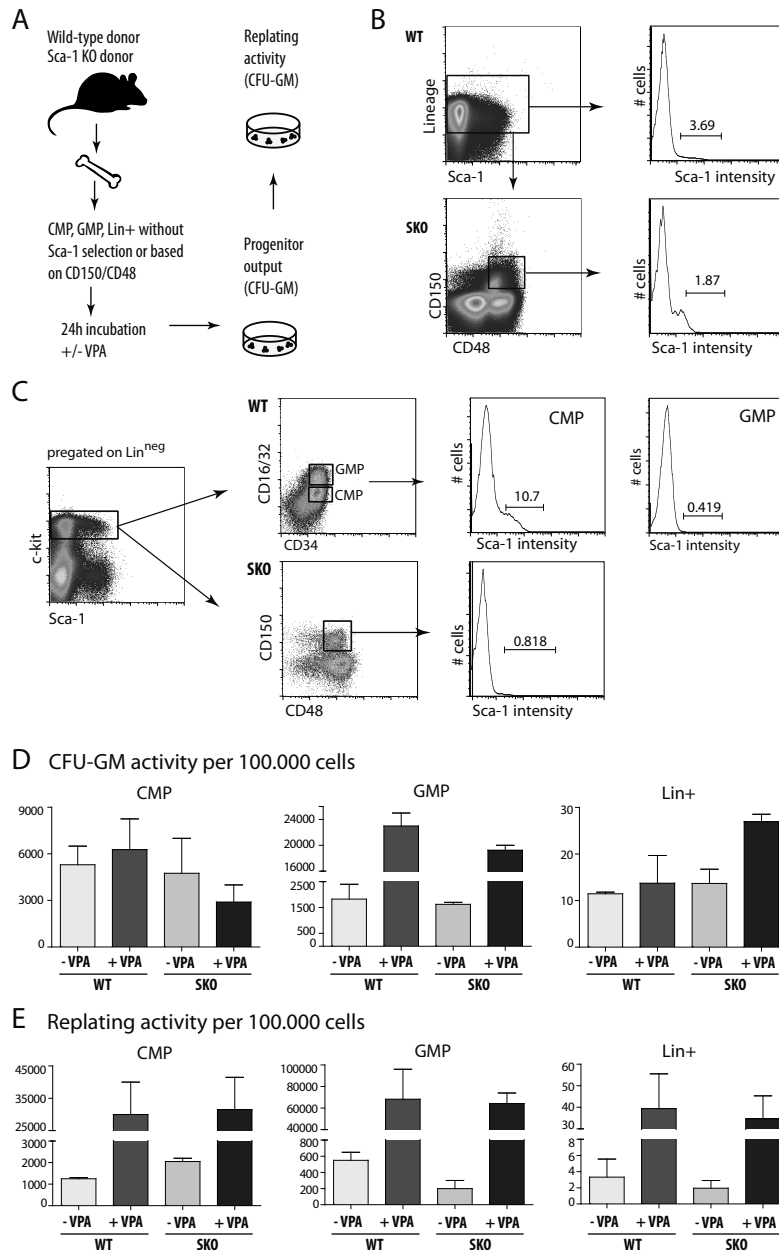 A
Wild-type donor
Sca-1 KO donor
CMP, GMP, Lin+ without
Sca-1 selection or based
on CD150/CD48
24h incubation
+/- VPA
Replating
activity
(CFU-GM)
Progenitor
output
(CFU-GM)
B
WT
Lineage
Sca-1
# cells
3.69
Sca-1 intensity
SKO
CD150
CD48
# cells
1.87
Sca-1 intensity
C
pregated on Lin^neg
c-kit
Sca-1
WT
CD16/32
GMP
CMP
CD34
CMP
# cells
10.7
Sca-1 intensity
GMP
# cells
0.419
Sca-1 intensity
SKO
CD150
CD48
# cells
0.818
Sca-1 intensity
D CFU-GM activity per 100.000 cells
CMP
9000
6000
3000
0
- VPA + VPA - VPA + VPA
WT SKO
GMP
24000
20000
16000
2500
1500
500
0
- VPA + VPA - VPA + VPA
WT SKO
Lin+
30
20
10
0
- VPA + VPA - VPA + VPA
WT SKO
E Replating activity per 100.000 cells
CMP
45000
35000
25000
3000
2000
1000
0
- VPA + VPA - VPA + VPA
WT SKO
GMP
100000
80000
60000
800
600
400
200
0
- VPA + VPA - VPA + VPA
WT SKO
Lin+
60
50
40
30
8
6
4
2
0
- VPA + VPA - VPA + VPA
WT SKO